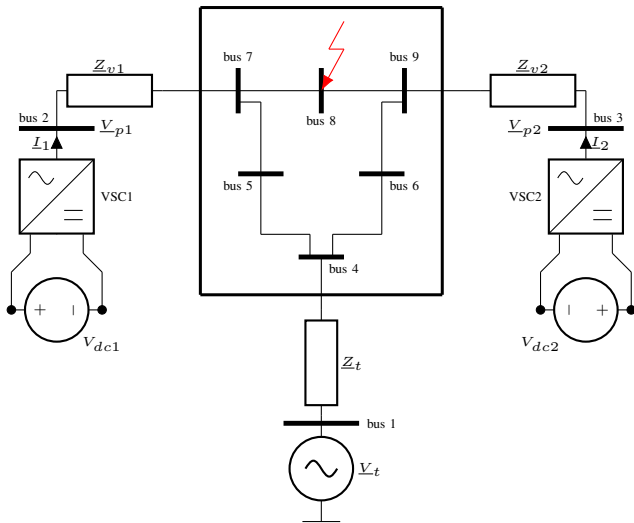 bus 7
bus 9
Z_v1
Z_v2
bus 8
bus 2
V_p1
V_p2
bus 3
I_1
I_2
VSC1
VSC2
bus 5
bus 6
bus 4
+ −
− +
V_dc1
V_dc2
Z_t
bus 1
V_t